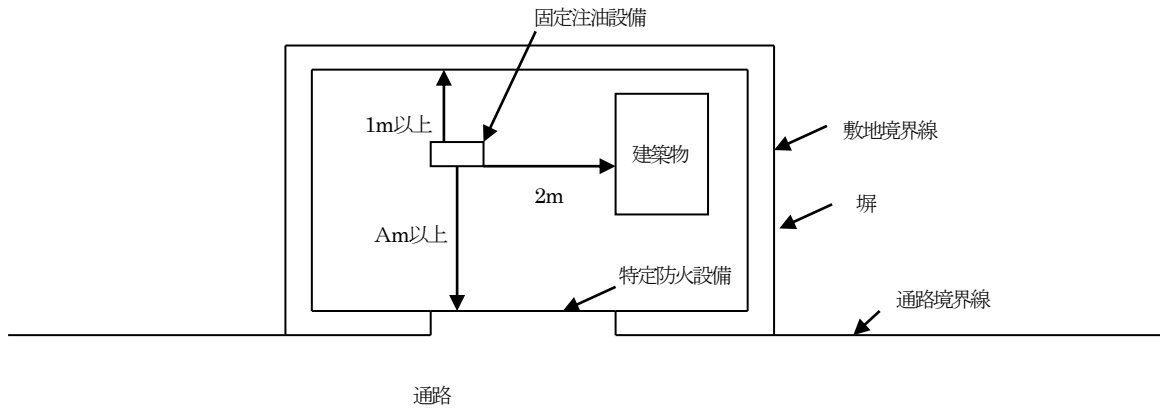 固定注油設備
1m以上
敷地境界線
建築物
2m
塀
Am以上
特定防火設備
通路境界線
通路